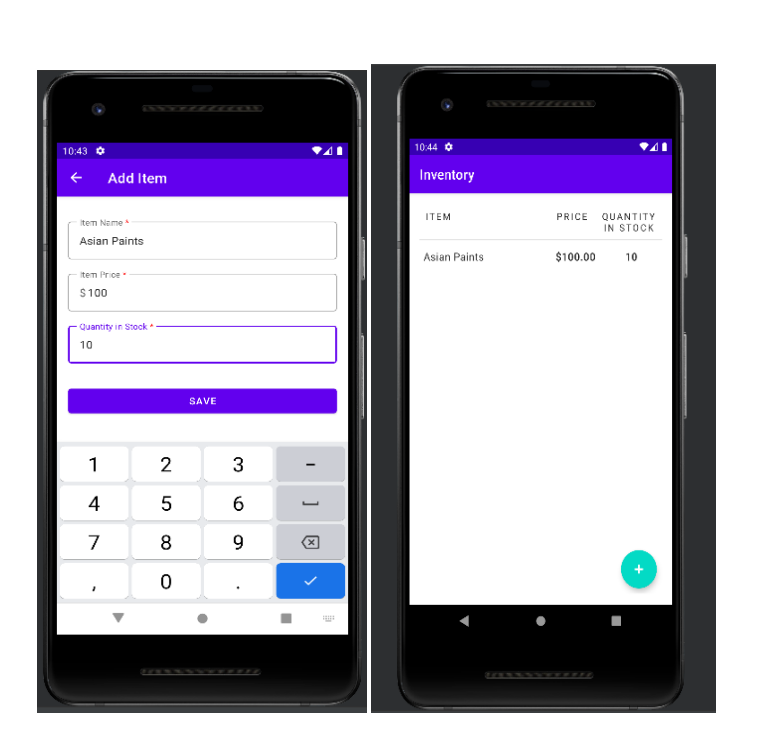 10:43
Add Item
Item Name *
Asian Paints
Item Price *
$ 100
Quantity in Stock *
10
SAVE
1 2 3 -
4 5 6
7 8 9
, 0 .
10:44
Inventory
ITEM PRICE QUANTITY
IN STOCK
Asian Paints $100.00 10
+